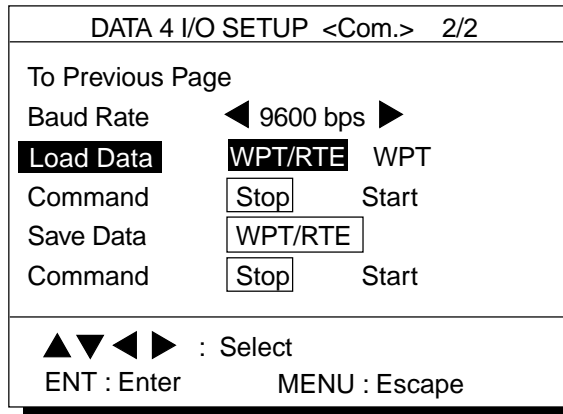 DATA 4 I/O SETUP <Com.> 2/2
To Previous Page
Baud Rate ◀ 9600 bps ▶
Load Data WPT/RTE WPT
Command Stop Start
Save Data WPT/RTE
Command Stop Start
▲▼◀ ▶ : Select
ENT : Enter MENU : Escape